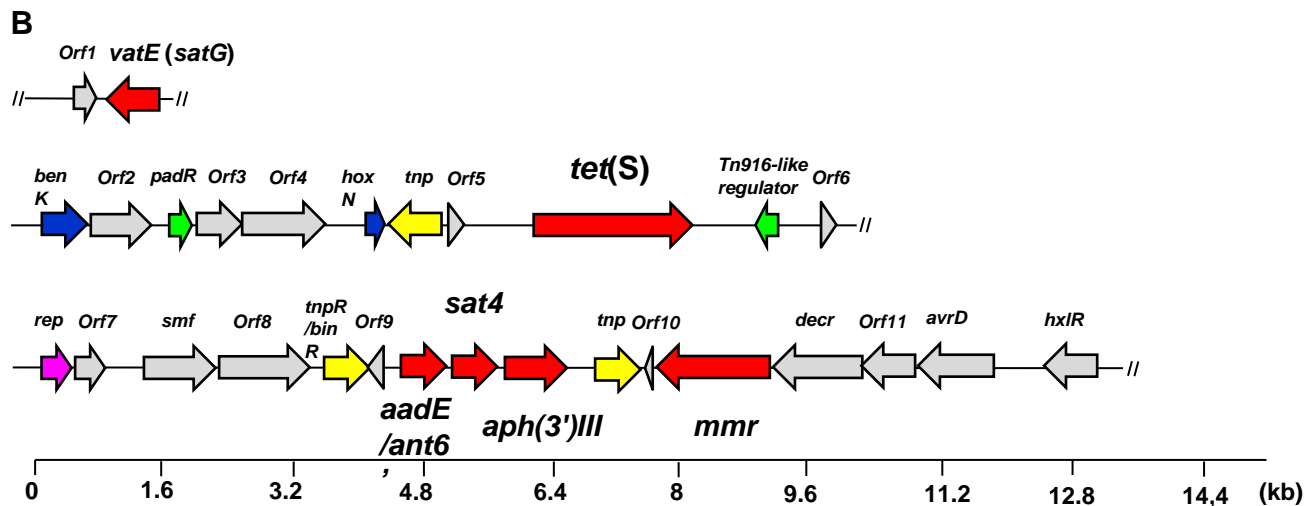 B
Orf1 vatE (satG)
// //
ben
K
Orf2
padR
Orf3
Orf4
hox
N
tnp
Orf5
tet(S)
Tn916-like
regulator
Orf6
//
rep
Orf7
smf
Orf8
tnpR
/bin
R
Orf9
sat4
tnp
Orf10
decr
Orf11
avrD
hxlR
//
aadE
/ant6
’
aph(3')III
mmr
0 1.6 3.2 4.8 6.4 8 9.6 11.2 12.8 14,4 (kb)